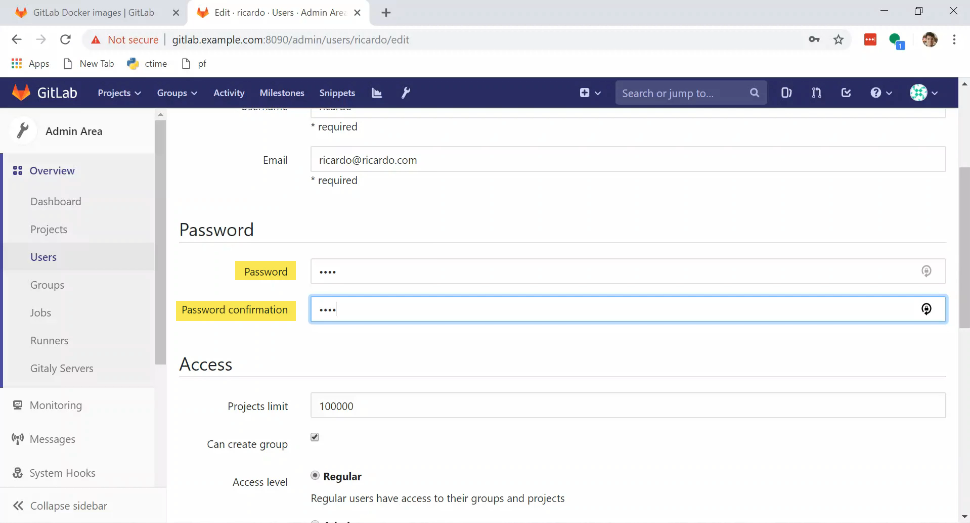 GitLab Docker images | GitLab
Edit · ricardo · Users · Admin Are
Not secure | gitlab.example.com:8090/admin/users/ricardo/edit
Apps New Tab ctime pf
GitLab Projects Groups Activity Milestones Snippets Search or jump to...
Admin Area
Overview
Dashboard
Projects
Users
Groups
Jobs
Runners
Gitaly Servers
Monitoring
Messages
System Hooks
Collapse sidebar
* required
Email ricardo@ricardo.com
* required
Password
Password ••••
Password confirmation ••••
Access
Projects limit 100000
Can create group
Access level Regular
Regular users have access to their groups and projects